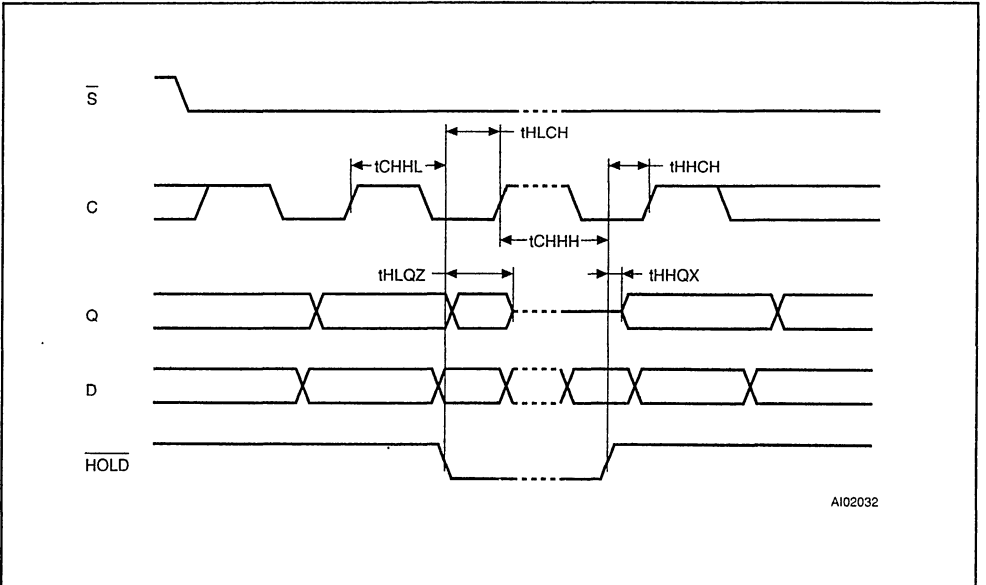 S
tHLCH
tCHHL
tHHCH
C
tCHHH
tHLQZ
tHHQX
Q
D
HOLD
AI02032